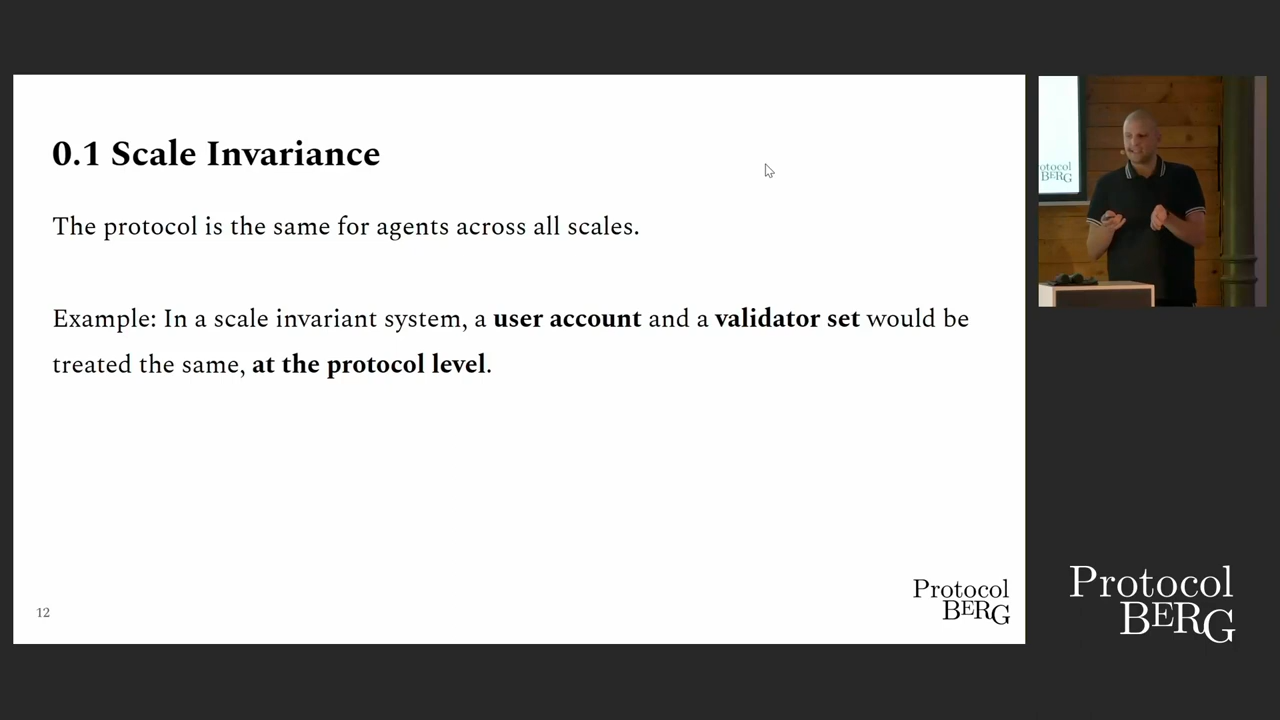 0.1 Scale Invariance
The protocol is the same for agents across all scales.
Example: In a scale invariant system, a user account and a validator set would be
treated the same, at the protocol level.
12
Protocol
BERG
otocol
BERG
Protocol
BERG